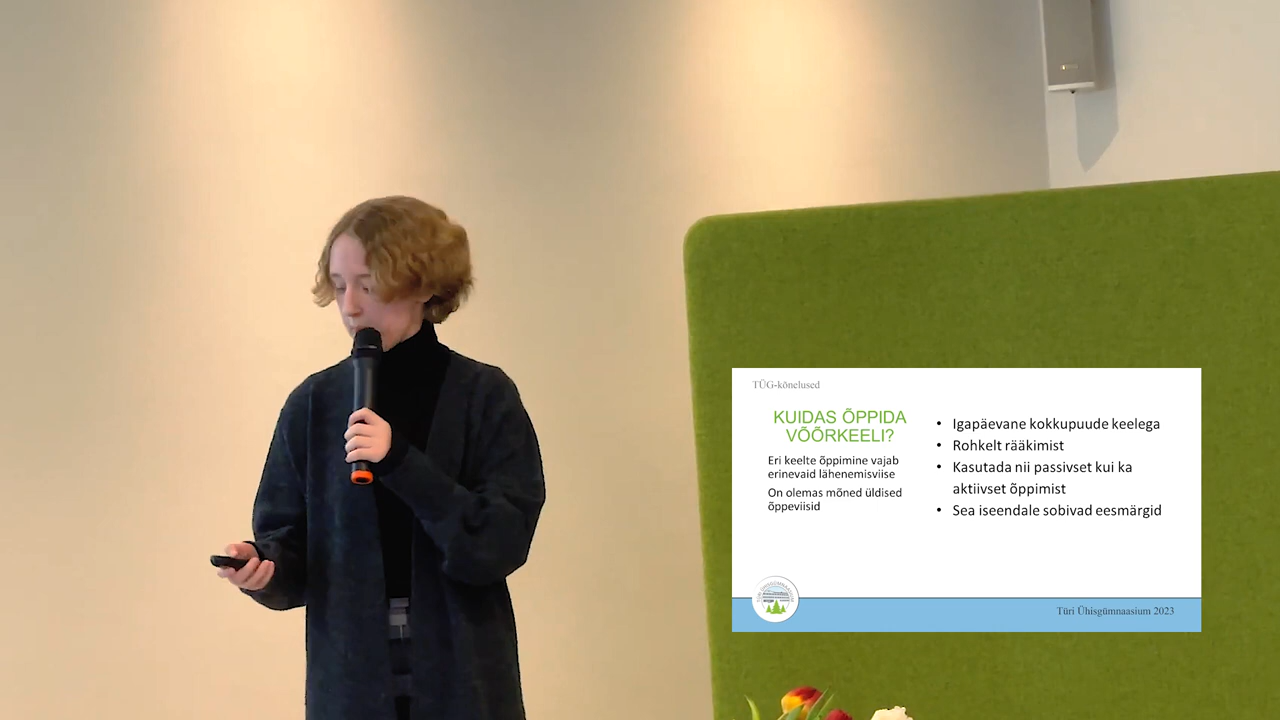 TÜG-kõnelused
KUIDAS ÕPPIDA
VÕÕRKEELI?
Eri keelte õppimine vajab
erinevaid lähenemisviise
On olemas mõned üldised
õppeviisid
• Igapäevane kokkupuude keelega
• Rohkelt rääkimist
• Kasutada nii passivset kui ka
aktiivset õppimist
• Sea iseendale sobivad eesmärgid
Türi Ühisgümnaasium 2023